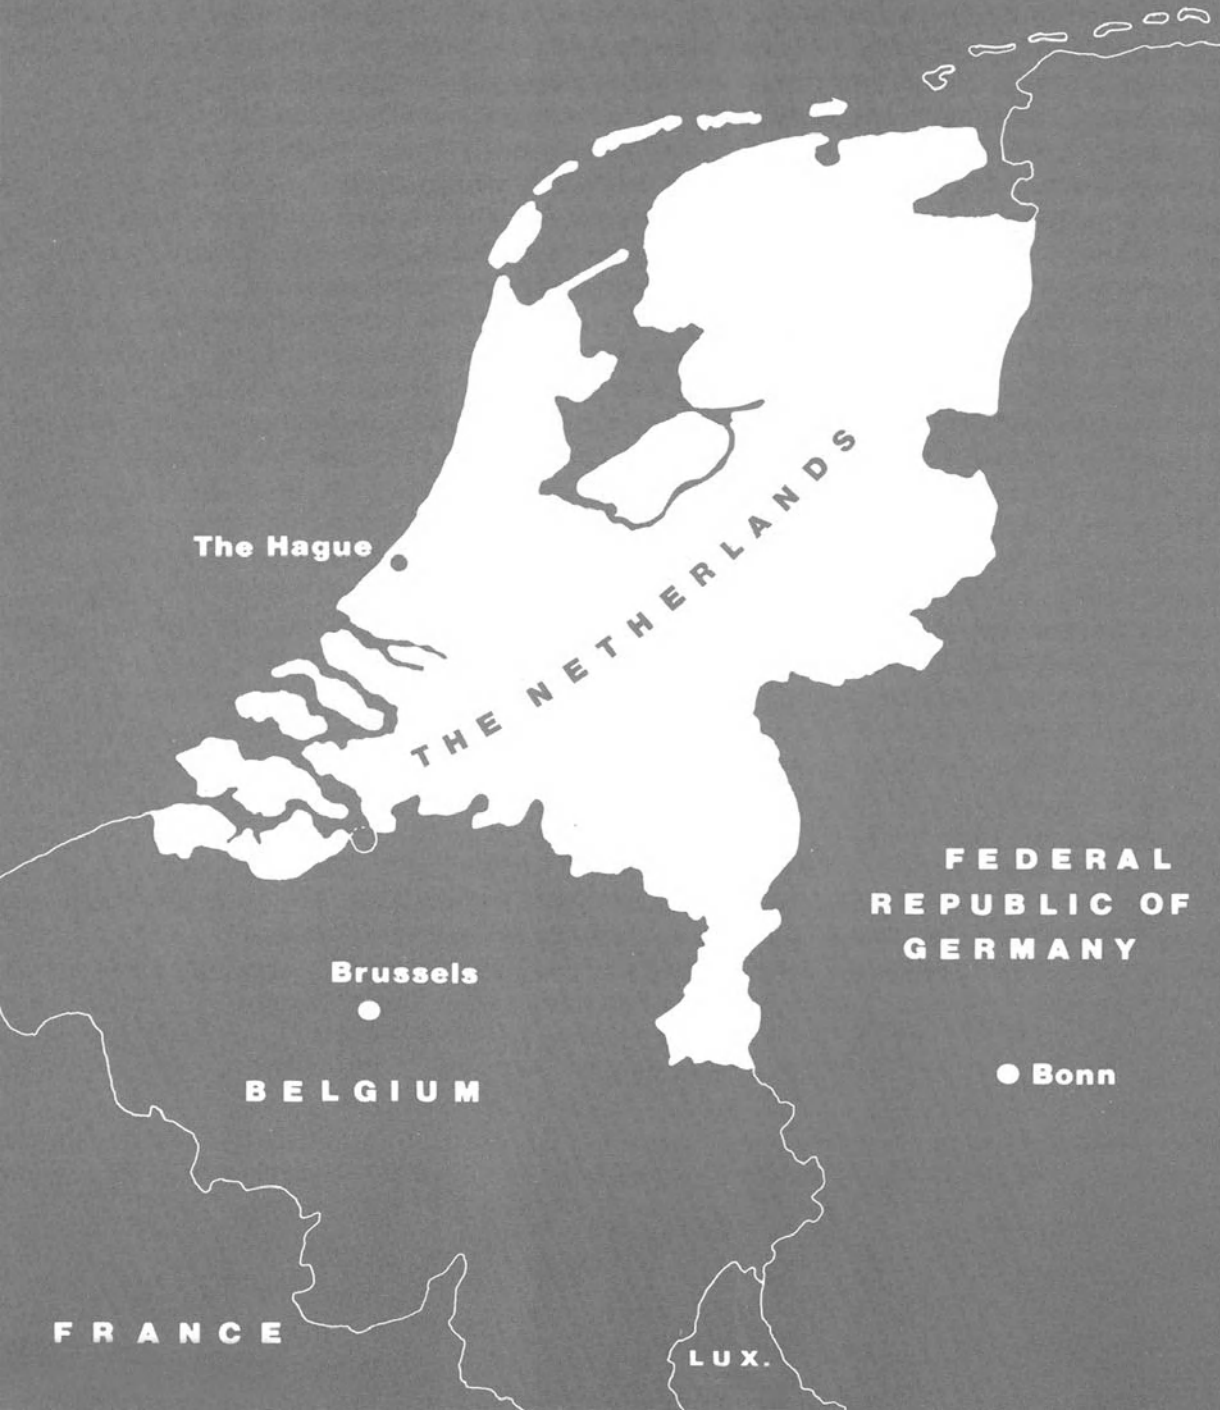 The Hague
THE NETHERLANDS
FEDERAL
REPUBLIC OF
GERMANY
Brussels
Bonn
BELGIUM
FRANCE
LUX.